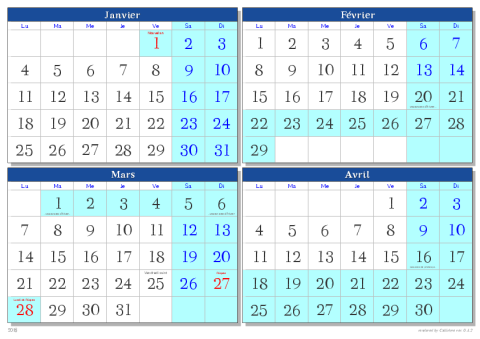 Janvier
Lu Ma Me Je Ve Sa Di
1 2 3
4 5 6 7 8 9 10
11 12 13 14 15 16 17
18 19 20 21 22 23 24
25 26 27 28 29 30 31
Février
Lu Ma Me Je Ve Sa Di
1 2 3 4 5 6 7
8 9 10 11 12 13 14
15 16 17 18 19 20 21
22 23 24 25 26 27 28
29
Mars
Lu Ma Me Je Ve Sa Di
1 2 3 4 5 6
7 8 9 10 11 12 13
14 15 16 17 18 19 20
Pâques
21 22 23 24 25 26 27
Lundi de Pâques
28 29 30 31
Avril
Lu Ma Me Je Ve Sa Di
1 2 3
4 5 6 7 8 9 10
11 12 13 14 15 16 17
18 19 20 21 22 23 24
25 26 27 28 29 30
2016